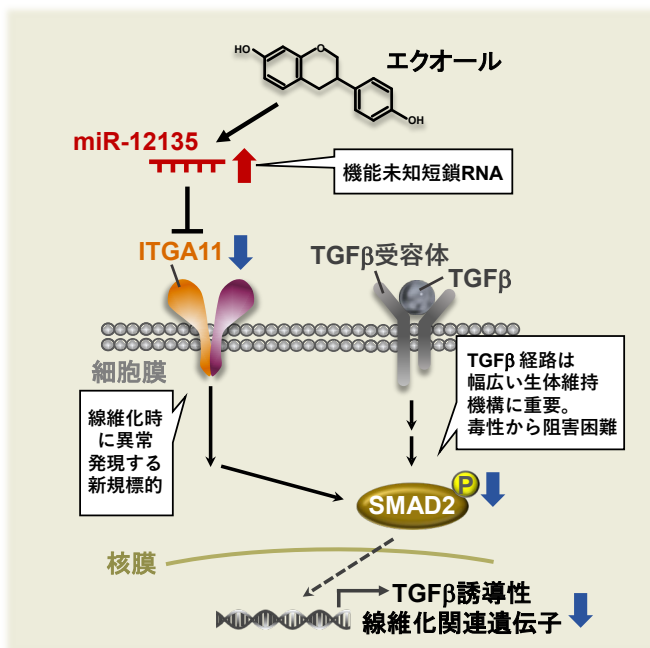 HO
O
エクオール
OH
miR-12135
機能未知短鎖RNA
ITGA11
TGFβ受容体
TGFβ
細胞膜
TGFβ 経路は
幅広い生体維持
機構に重要。
毒性から阻害困難
線維化時
に異常
発現する
新規標的
P
SMAD2
核膜
TGFβ誘導性
線維化関連遺伝子